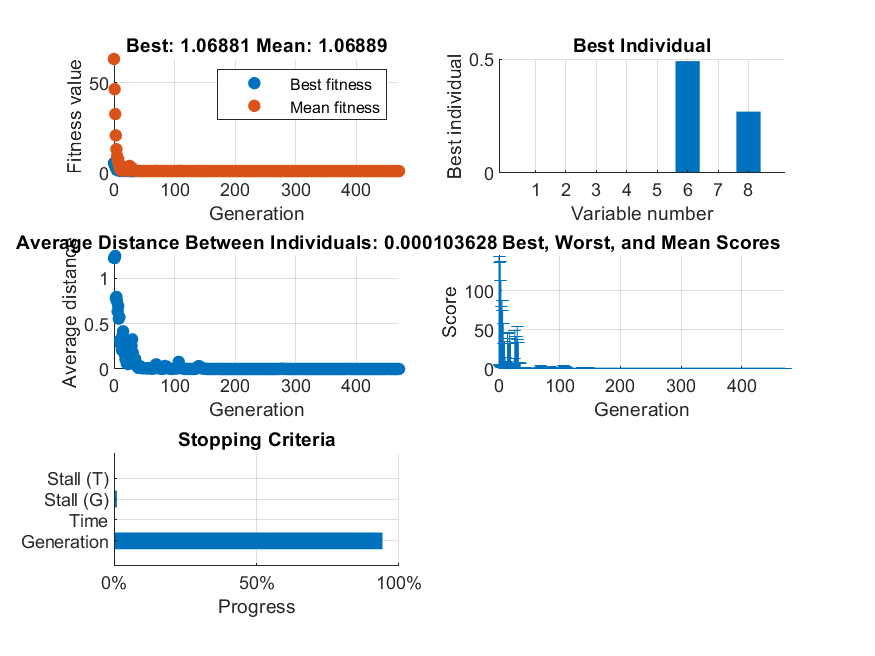 Best: 1.06881 Mean: 1.06889
Fitness value
50
0
Best fitness
Mean fitness
0 100 200 300 400
Generation
Best Individual
Best individual
0.5
0
1 2 3 4 5 6 7 8
Variable number
Average Distance Between Individuals: 0.000103628
Average distance
1
0.5
0
0 100 200 300 400
Generation
Best, Worst, and Mean Scores
Score
100
50
0
0 100 200 300 400
Generation
Stopping Criteria
Stall (T)
Stall (G)
Time
Generation
0% 50% 100%
Progress